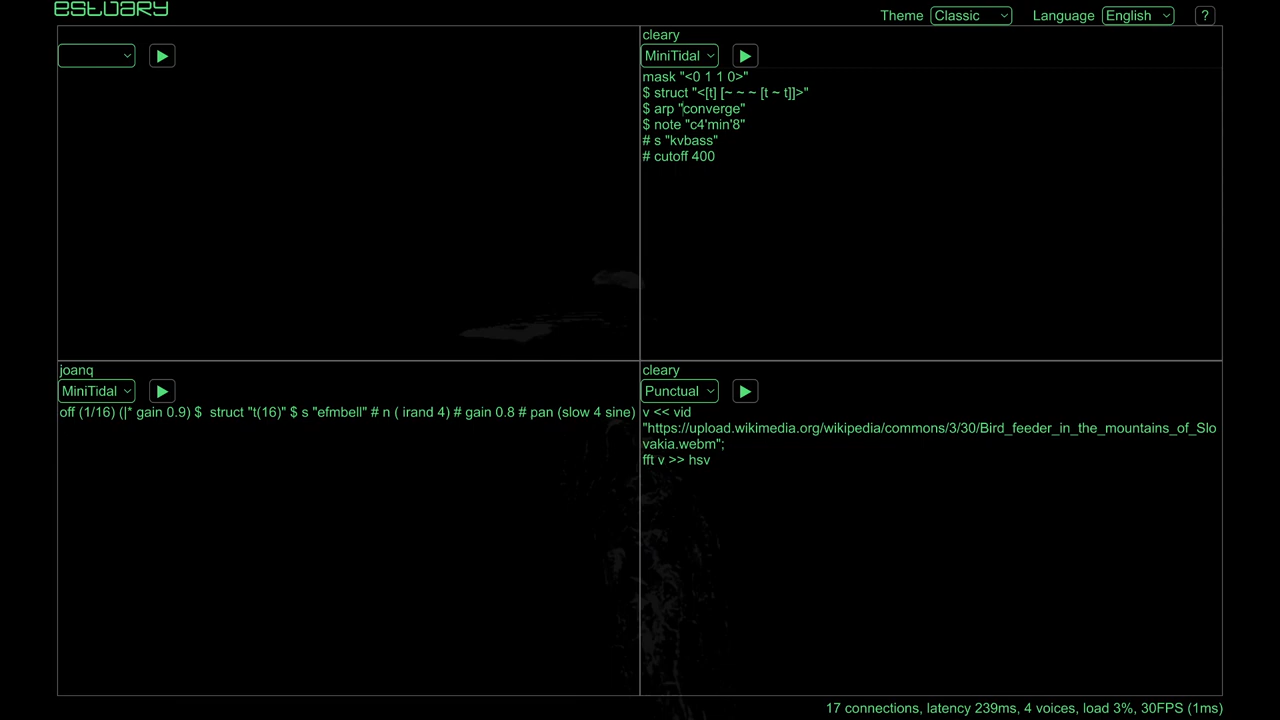 estuary
Theme Classic Language English ?
cleary
MiniTidal
mask "<0 1 1 0>"
$ struct "<[t] [~ ~ ~ [t ~ t]]>"
$ arp "converge"
$ note "c4'min'8"
# s "kvbass"
# cutoff 400
joanq
MiniTidal
off (1/16) (|* gain 0.9) $  struct "t(16)" $ s "efmbell" # n ( irand 4) # gain 0.8 # pan (slow 4 sine)
cleary
Punctual
v << vid
"https://upload.wikimedia.org/wikipedia/commons/3/30/Bird_feeder_in_the_mountains_of_Slo
vakia.webm";
fft v >> hsv
17 connections, latency 239ms, 4 voices, load 3%, 30FPS (1ms)